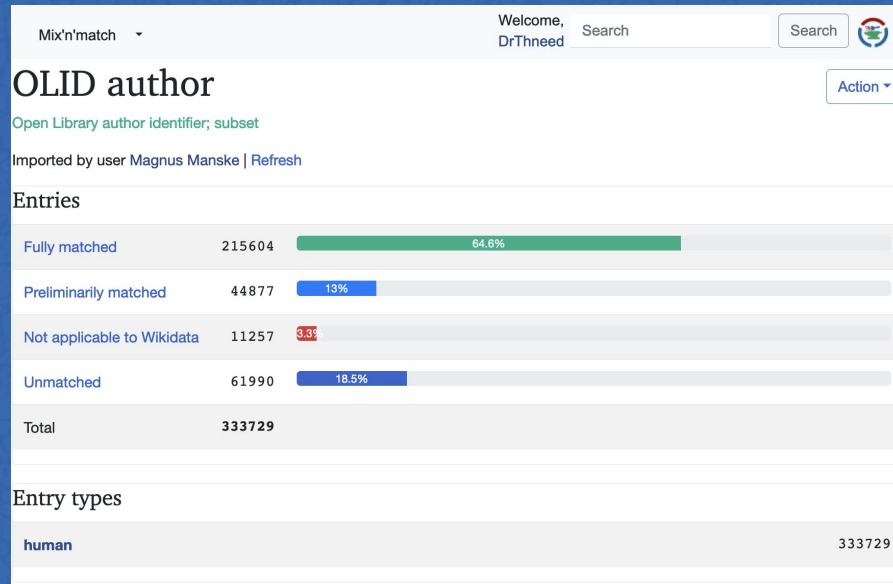 Mix'n'match
Welcome,
DrThneed
Search
Search
OLID author
Action
Open Library author identifier; subset
Imported by user Magnus Manske | Refresh
Entries
Fully matched 215604 64.6%
Preliminarily matched 44877 13%
Not applicable to Wikidata 11257 3.3%
Unmatched 61990 18.5%
Total 333729
Entry types
human 333729